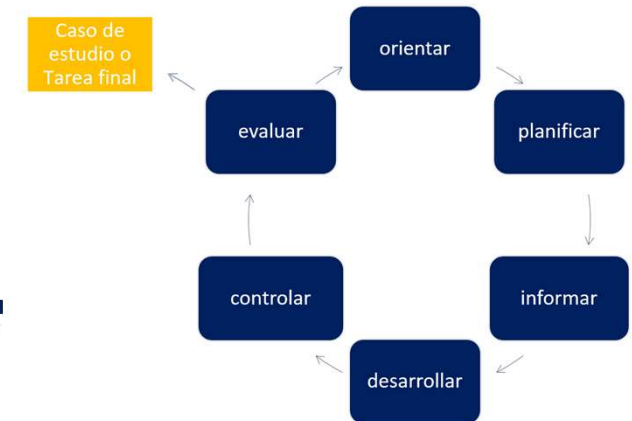 Caso de
estudio o
Tarea final
orientar
planificar
informar
desarrollar
controlar
evaluar